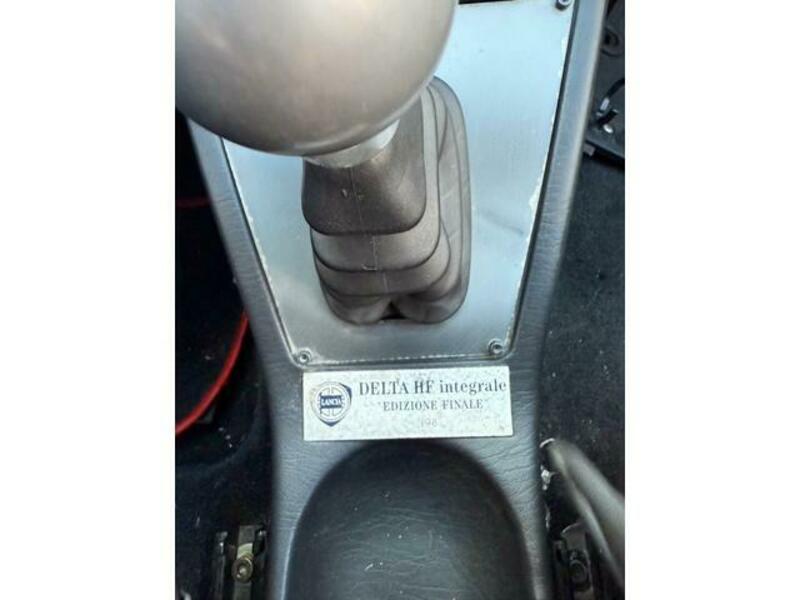 LANCIA
DELTA HF integrale
"EDIZIONE FINALE"